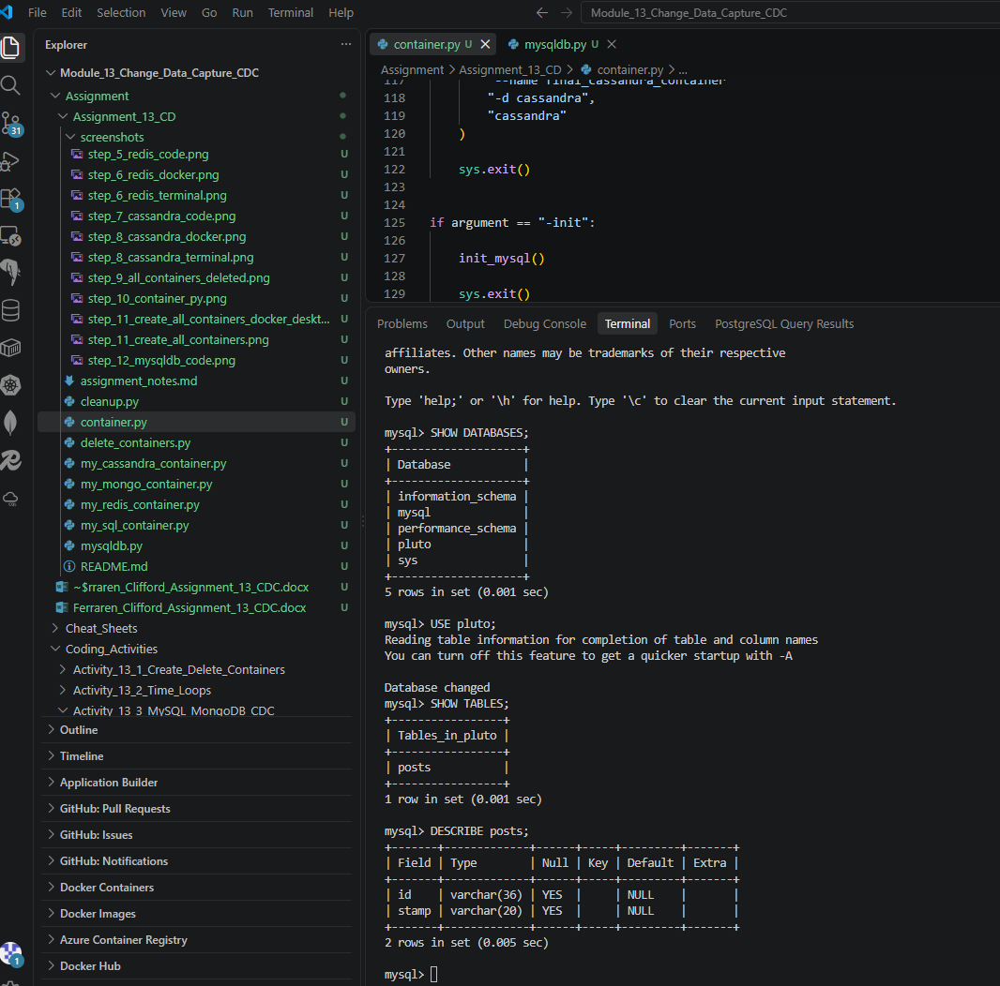 File Edit Selection View Go Run Terminal Help
Module_13_Change_Data_Capture_CDC
Explorer
Module_13_Change_Data_Capture_CDC
Assignment
Assignment_13_CD
screenshots
step_5_redis_code.png U
step_6_redis_docker.png U
step_6_redis_terminal.png U
step_7_cassandra_code.png U
step_8_cassandra_docker.png U
step_8_cassandra_terminal.png U
step_9_all_containers_deleted.png U
step_10_container_py.png U
step_11_create_all_containers_docker_deskt... U
step_11_create_all_containers.png U
step_12_mysqldb_code.png U
assignment_notes.md U
cleanup.py U
container.py U
delete_containers.py U
my_cassandra_container.py U
my_mongo_container.py U
my_redis_container.py U
my_sql_container.py U
mysqldb.py U
README.md U
~$rraren_Clifford_Assignment_13_CDC.docx U
Ferraren_Clifford_Assignment_13_CDC.docx U
Cheat_Sheets
Coding_Activities
Activity_13_1_Create_Delete_Containers
Activity_13_2_Time_Loops
Activity_13_3_MySQL_MongoDB_CDC
Outline
Timeline
Application Builder
GitHub: Pull Requests
GitHub: Issues
GitHub: Notifications
Docker Containers
Docker Images
Azure Container Registry
Docker Hub
31
1
1
container.py U mysqldb.py U
Assignment > Assignment_13_CD > container.py > ...
117 "--name final_cassandra_container
118 "-d cassandra",
119 "cassandra"
120 )
121
122 sys.exit()
123
124
125 if argument == "-init":
126
127 init_mysql()
128
129 sys.exit()
Problems Output Debug Console Terminal Ports PostgreSQL Query Results
affiliates. Other names may be trademarks of their respective
owners.
Type 'help;' or '\h' for help. Type '\c' to clear the current input statement.
mysql> SHOW DATABASES;
+--------------------+
| Database           |
+--------------------+
| information_schema |
| mysql              |
| performance_schema |
| pluto              |
| sys                |
+--------------------+
5 rows in set (0.001 sec)
mysql> USE pluto;
Reading table information for completion of table and column names
You can turn off this feature to get a quicker startup with -A
Database changed
mysql> SHOW TABLES;
+-----------------+
| Tables_in_pluto |
+-----------------+
| posts           |
+-----------------+
1 row in set (0.001 sec)
mysql> DESCRIBE posts;
+-------+-------------+------+-----+---------+-------+
| Field | Type        | Null | Key | Default | Extra |
+-------+-------------+------+-----+---------+-------+
| id    | varchar(36) | YES  |     | NULL    |       |
| stamp | varchar(20) | YES  |     | NULL    |       |
+-------+-------------+------+-----+---------+-------+
2 rows in set (0.005 sec)
mysql>